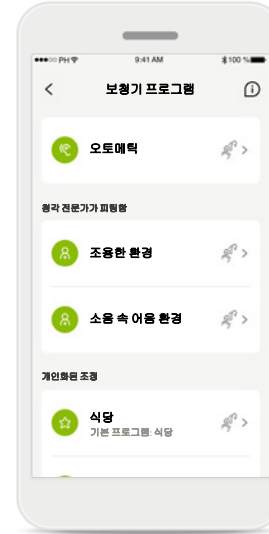 PH 9:41 AM 100 %
보청기 프로그램
오토메틱
청각 전문가가 피팅함
조용한 환경
소음 속 어음 환경
개인화된 조정
식당
기본 프로그램: 식당